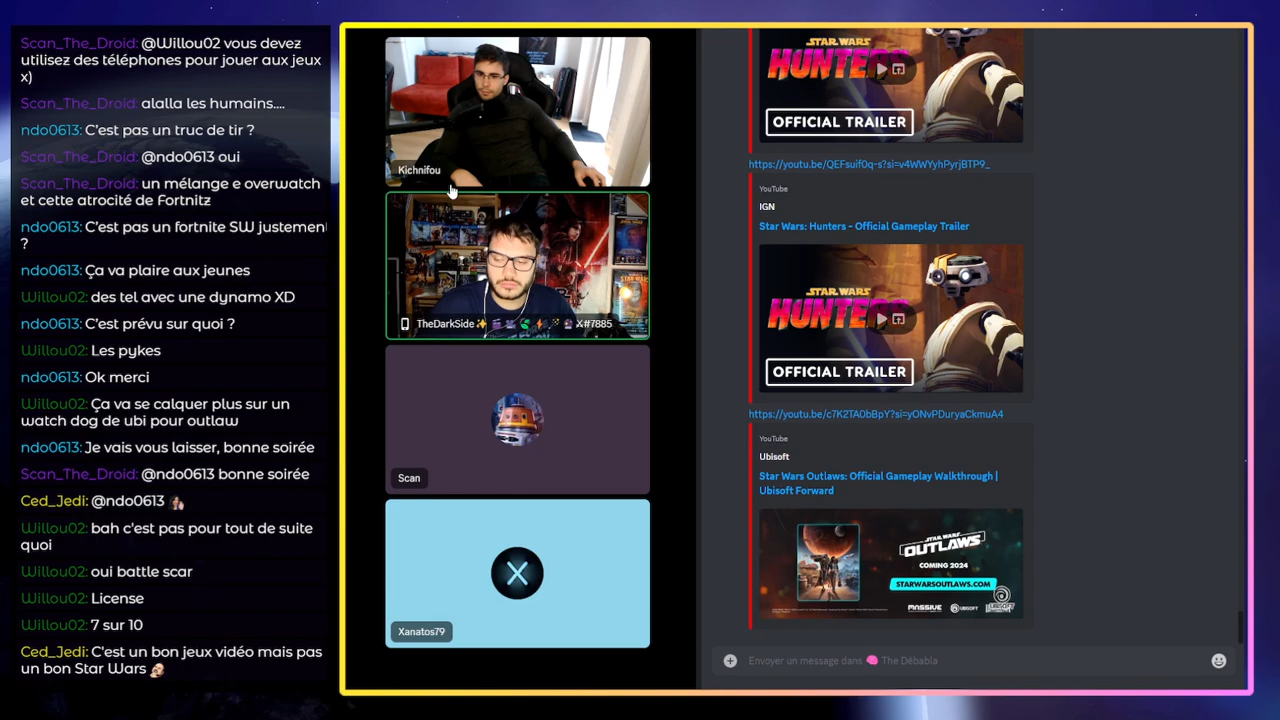 Scan_The_Droid: @Willou02 vous devez
utilisez des téléphones pour jouer aux jeux
x)
Scan_The_Droid: alalla les humains....
ndo0613: C'est pas un truc de tir ?
Scan_The_Droid: @ndo0613 oui
Scan_The_Droid: un mélange e overwatch
et cette atrocité de Fortnitz
ndo0613: C'est pas un fortnite SW justement
?
ndo0613: Ça va plaire aux jeunes
Willou02: des tel avec une dynamo XD
ndo0613: C'est prévu sur quoi ?
Willou02: Les pykes
ndo0613: Ok merci
Willou02: Ça va se calquer plus sur un
watch dog de ubi pour outlaw
ndo0613: Je vais vous laisser, bonne soirée
Scan_The_Droid: @ndo0613 bonne soirée
Ced_Jedi: @ndo0613
Willou02: bah c'est pas pour tout de suite
quoi
Willou02: oui battle scar
Willou02: License
Willou02: 7 sur 10
Ced_Jedi: C'est un bon jeux vidéo mais pas
un bon Star Wars
Kichnifou
TheDarkSide #7885
Scan
X
Xanatos79
STAR WARS
HUNTERS
OFFICIAL TRAILER
https://youtu.be/QEFsuif0q-s?si=v4WWYyhPyrjBTP9_
YouTube
IGN
Star Wars: Hunters - Official Gameplay Trailer
STAR WARS
HUNTERS
OFFICIAL TRAILER
https://youtu.be/c7K2TA0bBpY?si=yONvPDuryaCkmuA4
YouTube
Ubisoft
Star Wars Outlaws: Official Gameplay Walkthrough |
Ubisoft Forward
STAR WARS
OUTLAWS
COMING 2024
STARWARSOUTLAWS.COM
MASSIVE
UBISOFT
Envoyer un message dans The Débabla